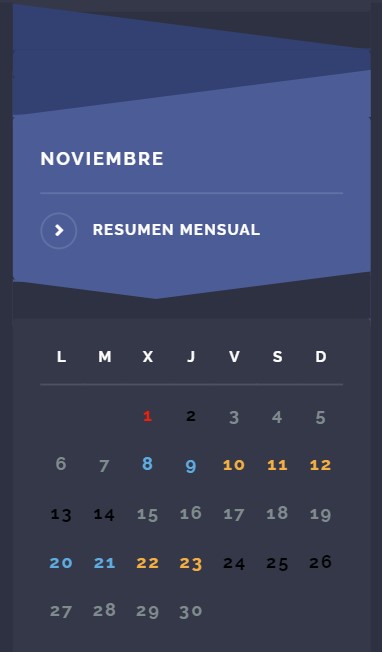 NOVIEMBRE
RESUMEN MENSUAL
L M X J V S D
1 2 3 4 5
6 7 8 9 10 11 12
13 14 15 16 17 18 19
20 21 22 23 24 25 26
27 28 29 30